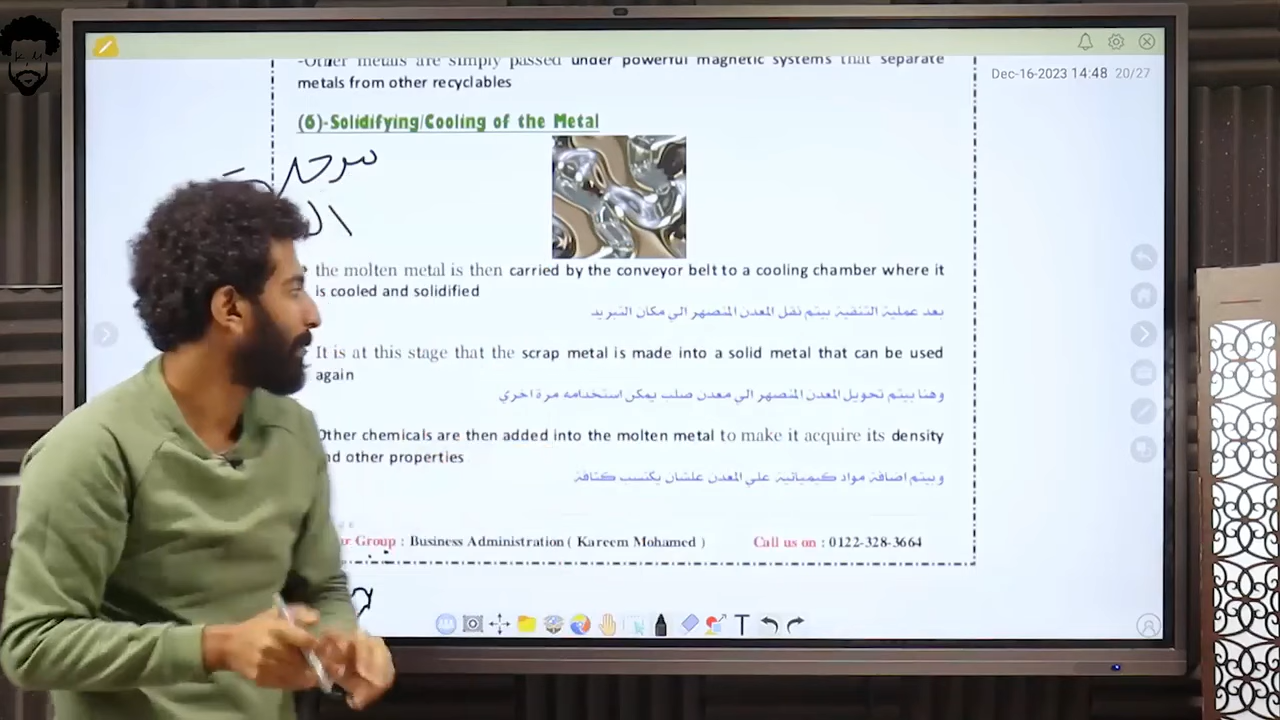 -Other metals are simply passed under powerful magnetic systems that separate
metals from other recyclables
Dec-16-2023 14:48 20/27
(6)-Solidifying/Cooling of the Metal
مرحلة
ال
the molten metal is then carried by the conveyor belt to a cooling chamber where it
is cooled and solidified
بعد عملية التنقية بيتم نقل المعدن المنصهر الي مكان التبريد
It is at this stage that the scrap metal is made into a solid metal that can be used
again
وهنا بيتم تحويل المعدن المنصهر الي معدن صلب يمكن استخدامه مرة اخري
Other chemicals are then added into the molten metal to make it acquire its density
and other properties
وبيتم اضافة مواد كيميائية علي المعدن علشان يكتسب كثافة
Group : Business Administration ( Kareem Mohamed )
Call us on : 0122-328-3664